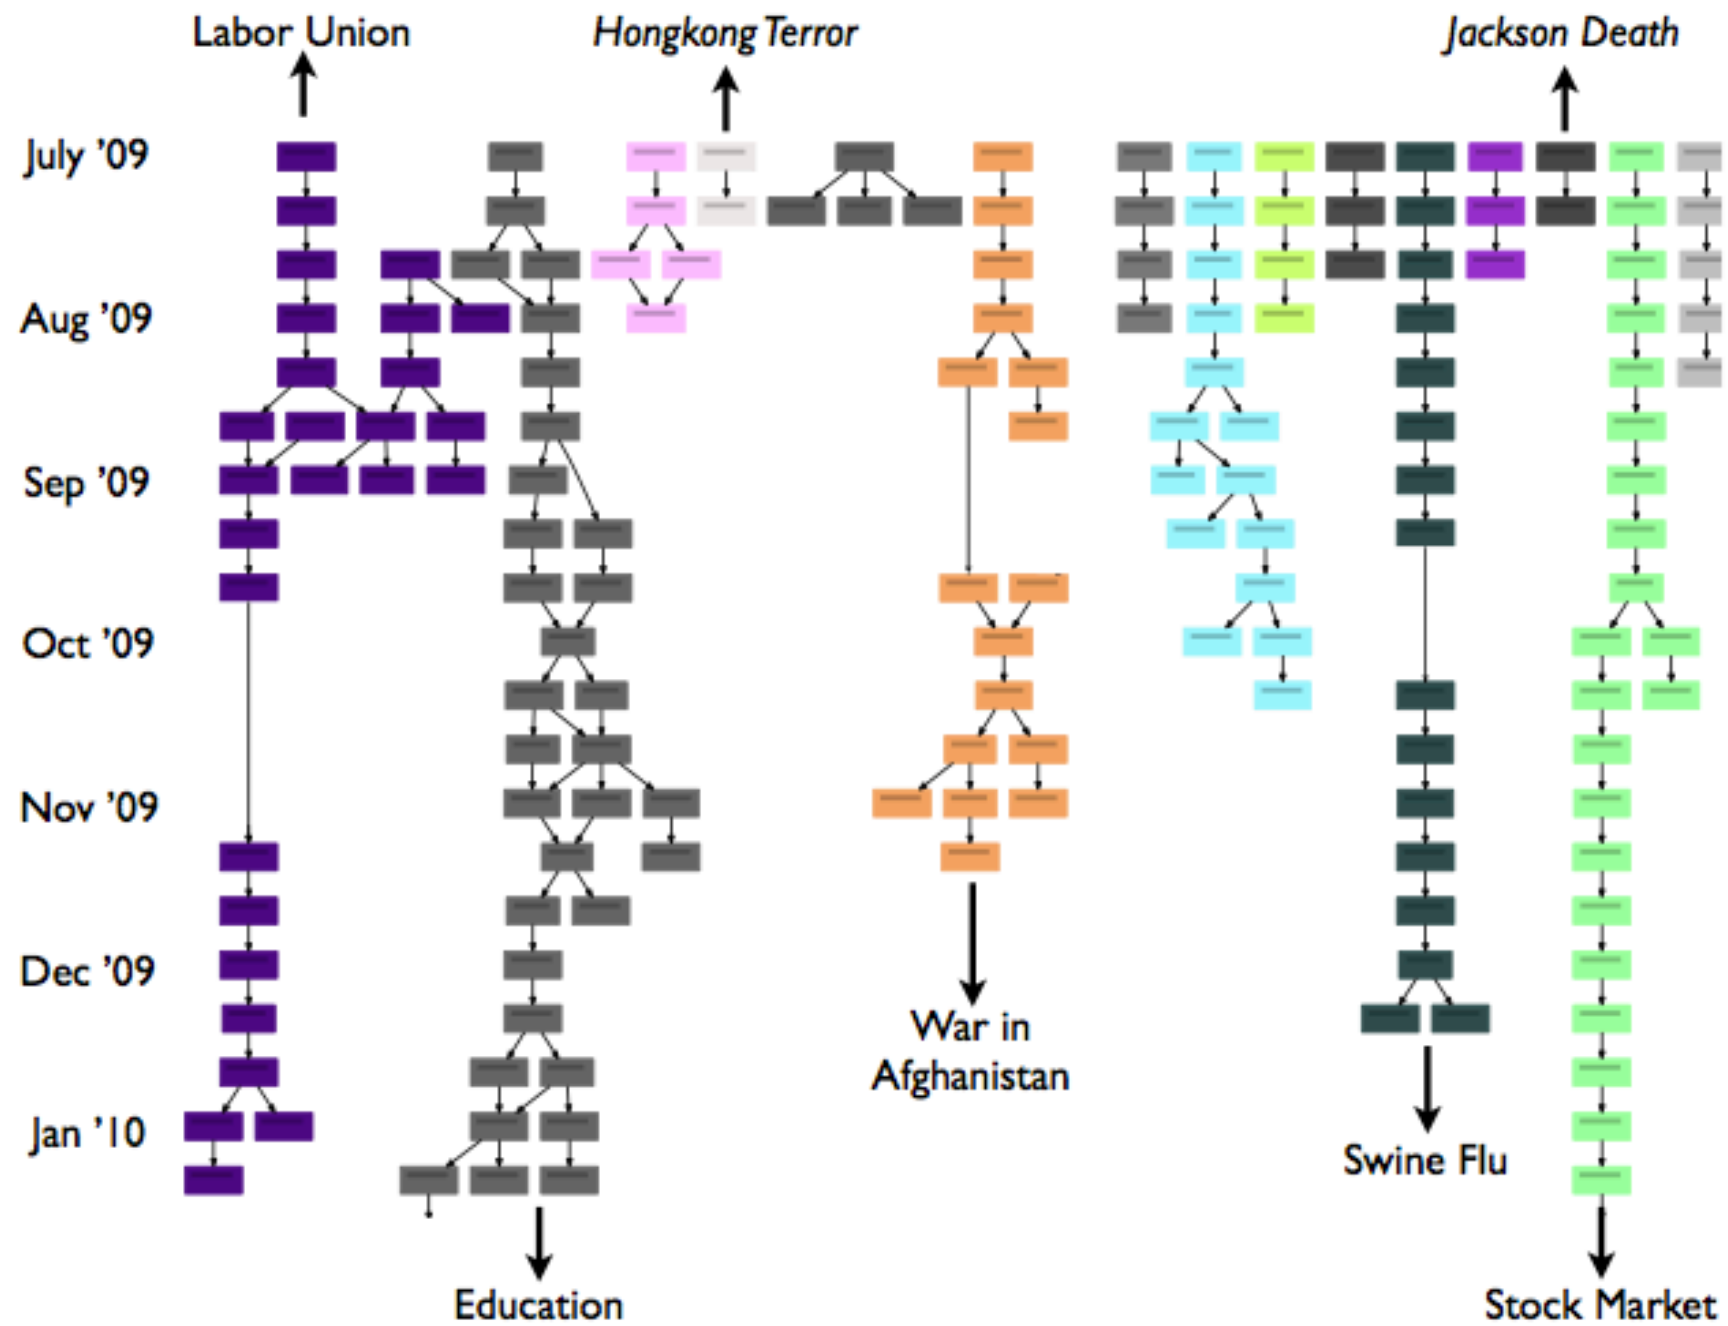 Labor Union
Hongkong Terror
Jackson Death
July ’09
Aug ’09
Sep ’09
Oct ’09
Nov ’09
Dec ’09
War in
Afghanistan
Jan ’10
Swine Flu
Education
Stock Market